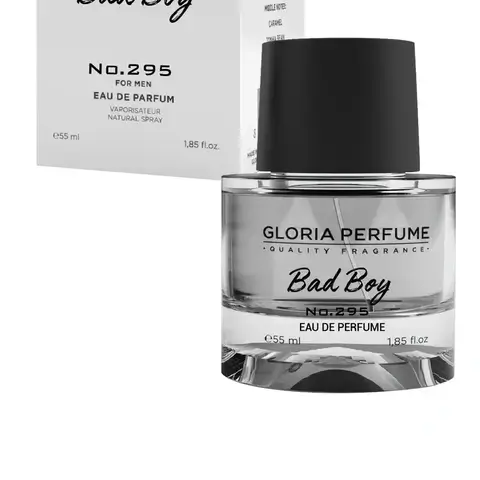 Bad Boy
No.295
FOR MEN
EAU DE PARFUM
VAPORISATEUR
NATURAL SPRAY
℮55 ml
1,85 fl.oz.
MIDDLE NOTES:
CARAMEL
GLORIA PERFUME
· QUALITY FRAGRANCE ·
Bad Boy
No.295
EAU DE PERFUME
℮55 ml
1,85 fl.oz